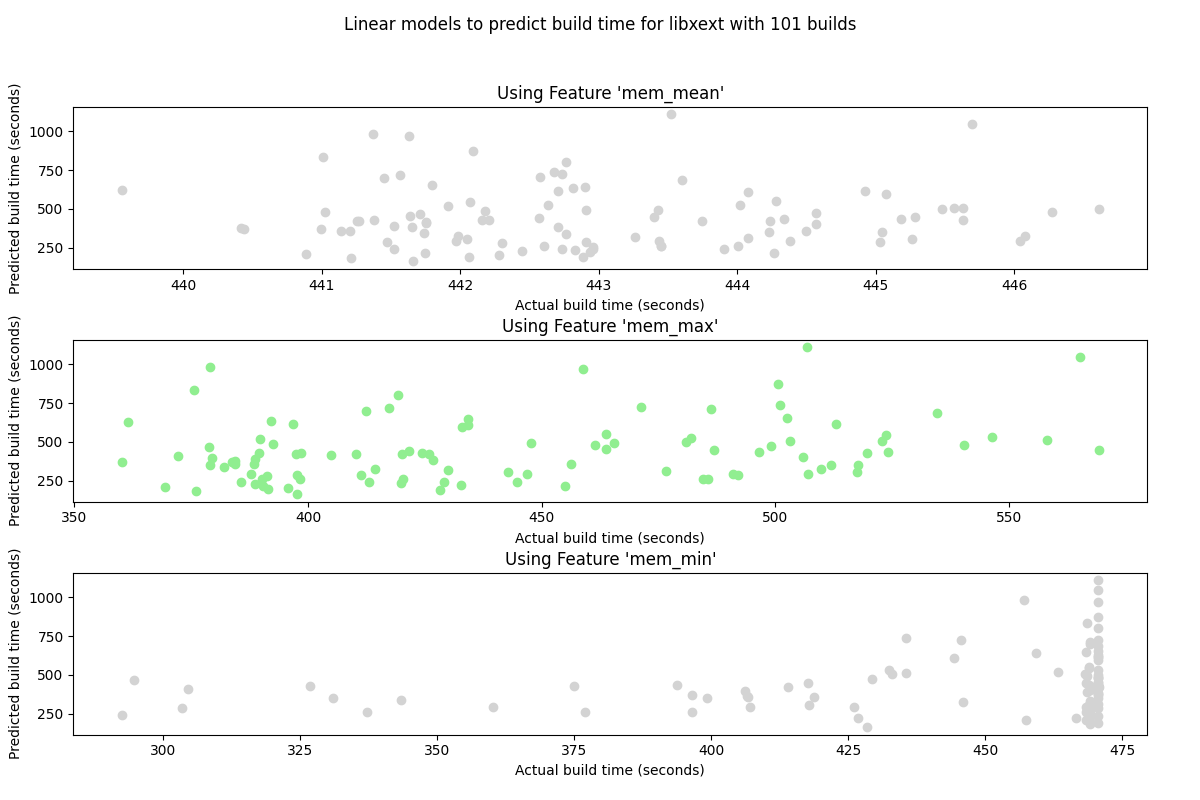 Linear models to predict build time for libxext with 101 builds
Using Feature 'mem_mean'
Predicted build time (seconds)
1000
750
500
250
440 441 442 443 444 445 446
Actual build time (seconds)
Using Feature 'mem_max'
Predicted build time (seconds)
1000
750
500
250
350 400 450 500 550
Actual build time (seconds)
Using Feature 'mem_min'
Predicted build time (seconds)
1000
750
500
250
300 325 350 375 400 425 450 475
Actual build time (seconds)